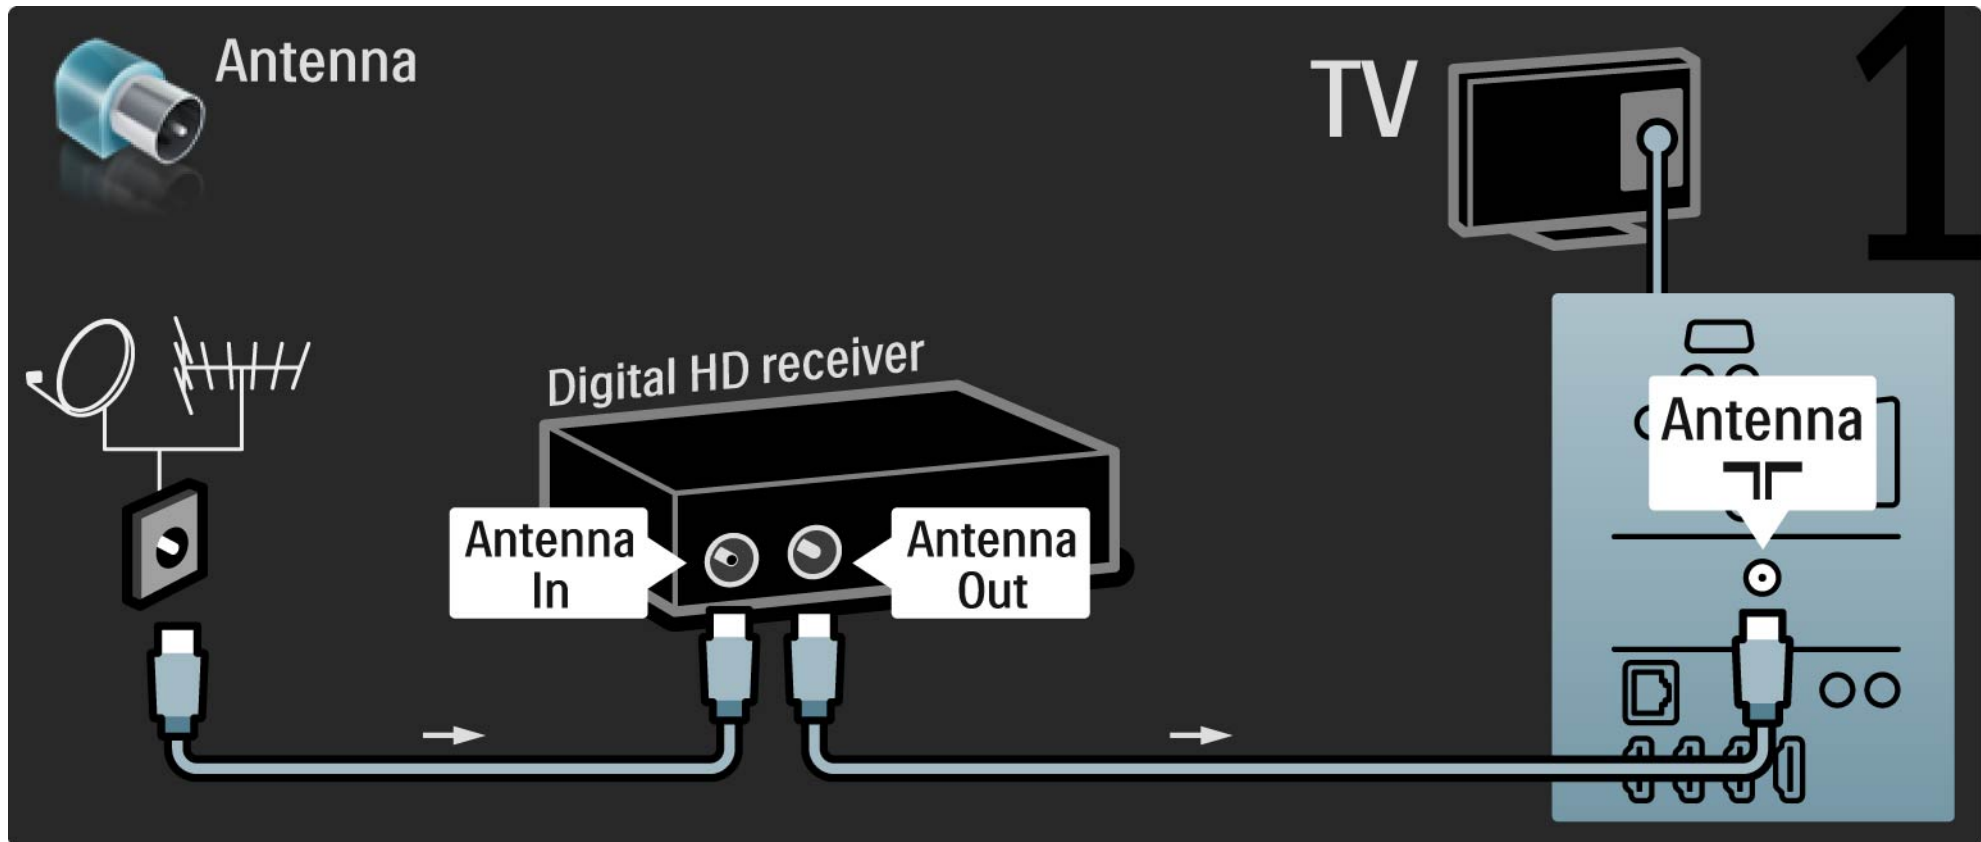 Antenna
TV
1
Digital HD receiver
Antenna
In
Antenna
Out
Antenna